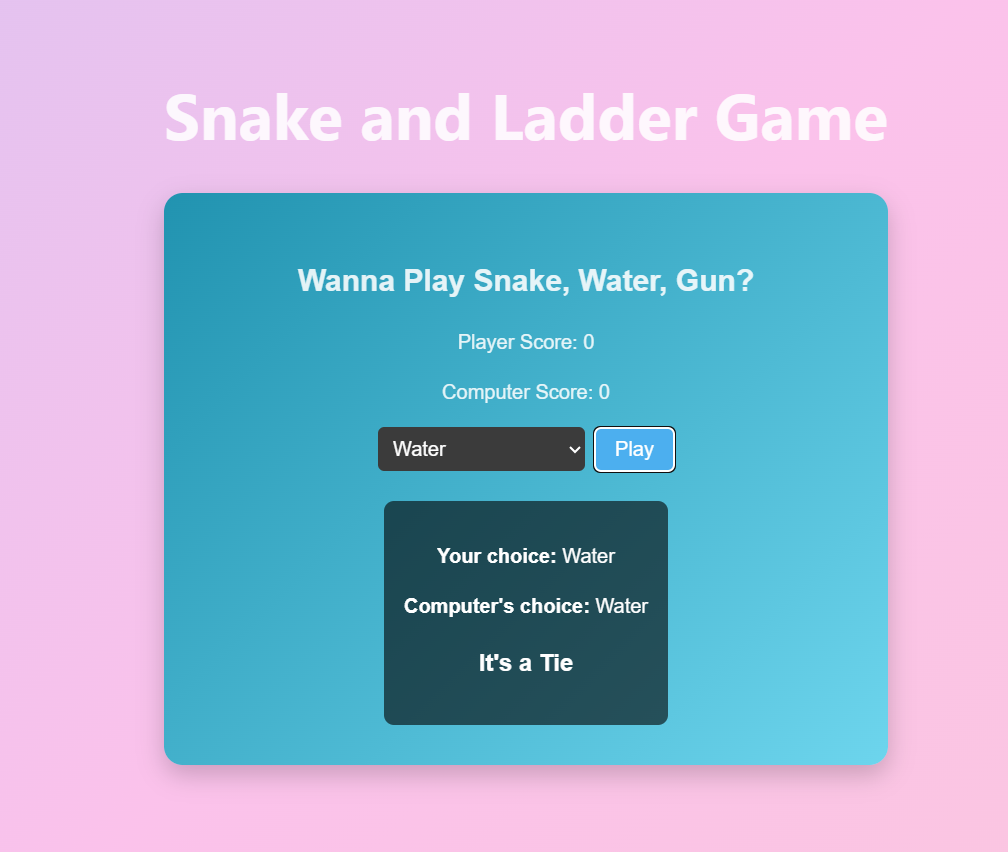 Snake and Ladder Game
Wanna Play Snake, Water, Gun?
Player Score: 0
Computer Score: 0
Water Play
Your choice: Water
Computer's choice: Water
It's a Tie